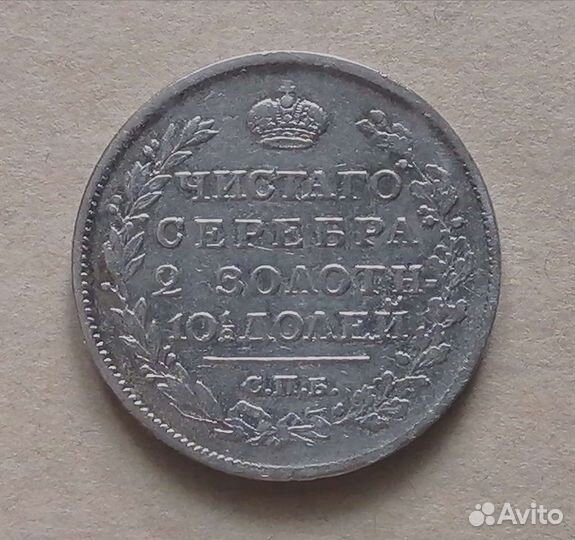 ЧИСТАГО
СЕРЕБРА
2 ЗОЛОТН-
10½ ДОЛЕЙ
С.П.Б.
Avito